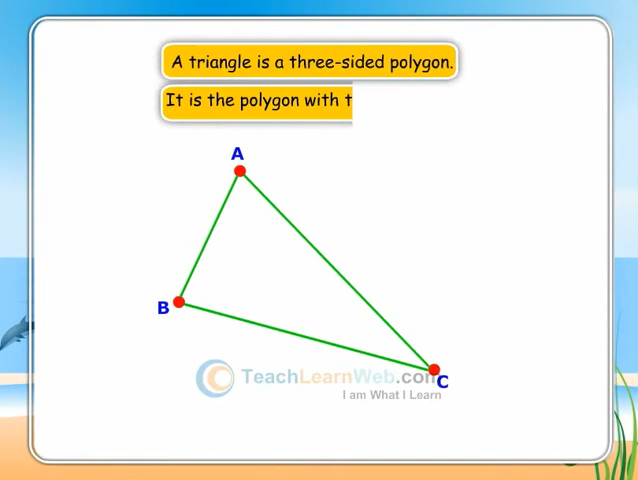 A triangle is a three-sided polygon.
It is the polygon with t
A
B
TeachLearnWeb.com
C
I am What I Learn